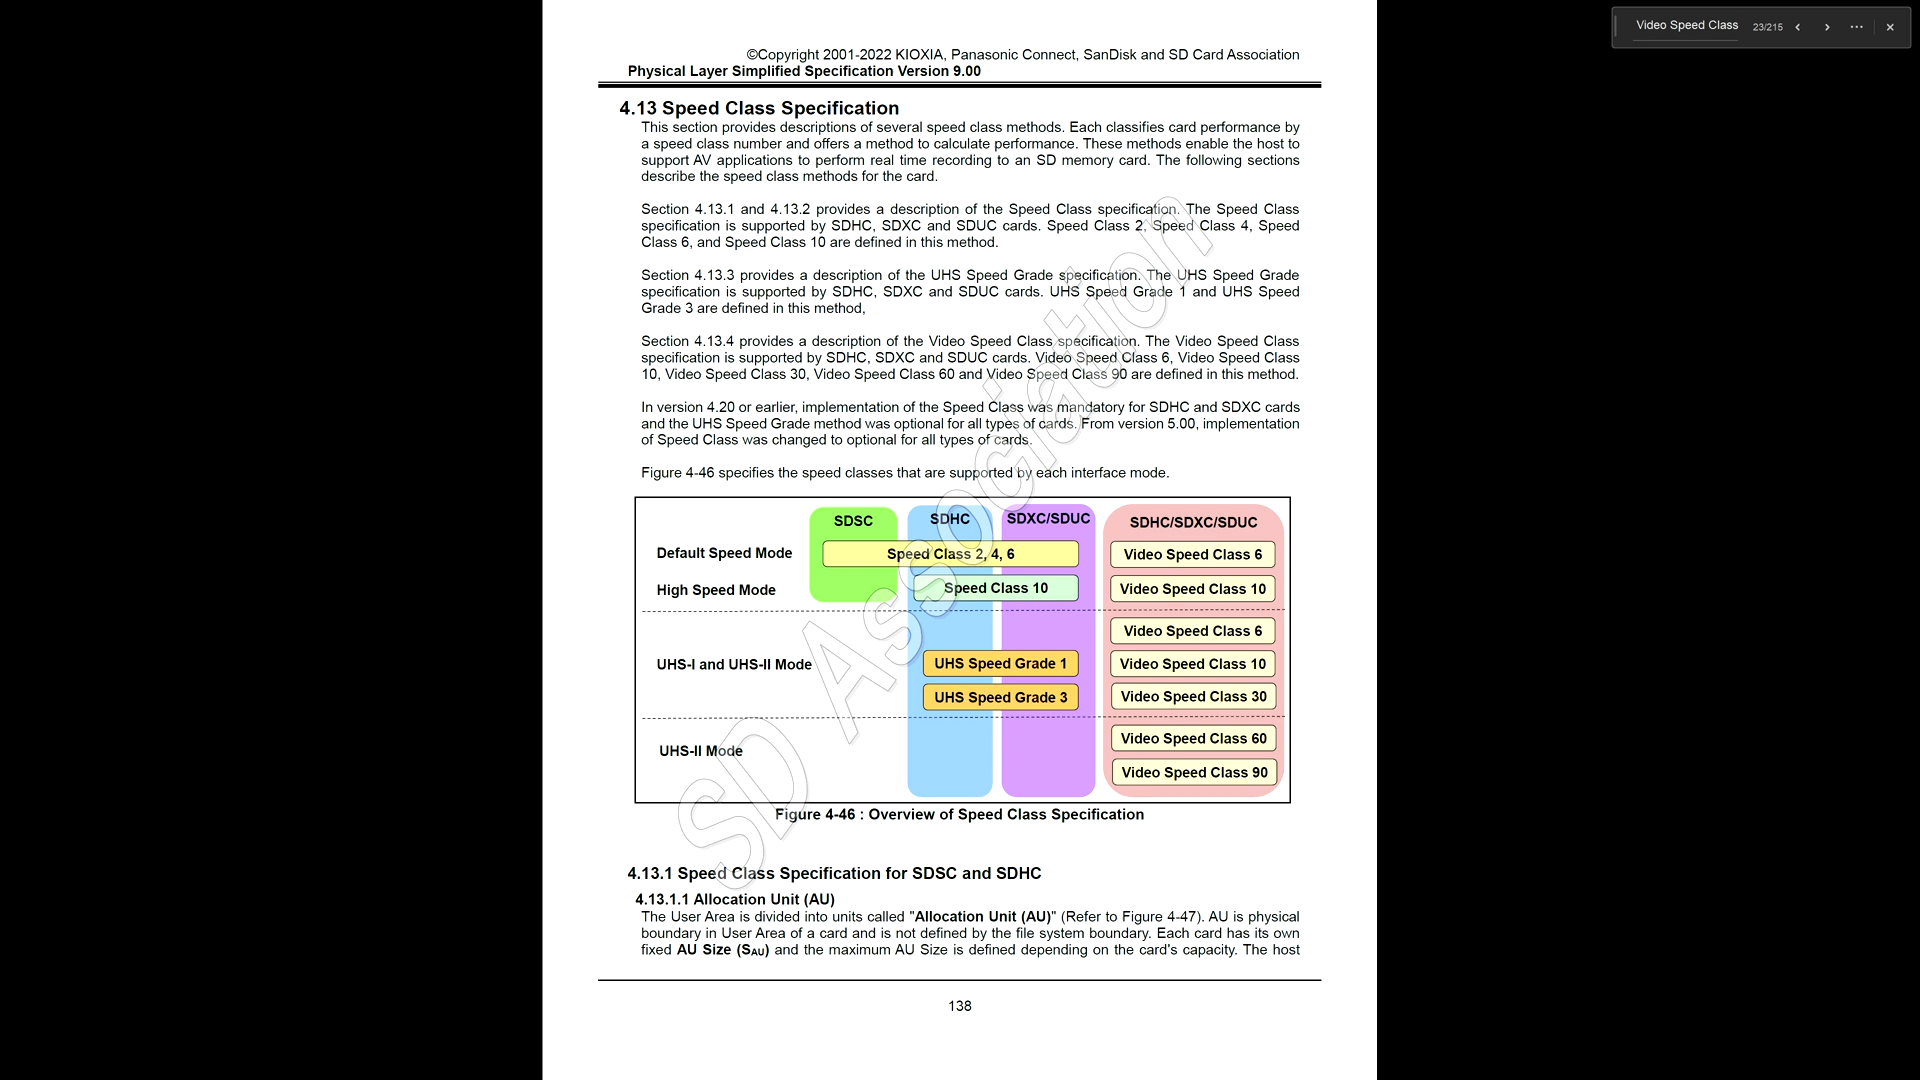 Video Speed Class 23/215
©Copyright 2001-2022 KIOXIA, Panasonic Connect, SanDisk and SD Card Association
Physical Layer Simplified Specification Version 9.00
4.13 Speed Class Specification
This section provides descriptions of several speed class methods. Each classifies card performance by
a speed class number and offers a method to calculate performance. These methods enable the host to
support AV applications to perform real time recording to an SD memory card. The following sections
describe the speed class methods for the card.
Section 4.13.1 and 4.13.2 provides a description of the Speed Class specification. The Speed Class
specification is supported by SDHC, SDXC and SDUC cards. Speed Class 2, Speed Class 4, Speed
Class 6, and Speed Class 10 are defined in this method.
Section 4.13.3 provides a description of the UHS Speed Grade specification. The UHS Speed Grade
specification is supported by SDHC, SDXC and SDUC cards. UHS Speed Grade 1 and UHS Speed
Grade 3 are defined in this method,
Section 4.13.4 provides a description of the Video Speed Class specification. The Video Speed Class
specification is supported by SDHC, SDXC and SDUC cards. Video Speed Class 6, Video Speed Class
10, Video Speed Class 30, Video Speed Class 60 and Video Speed Class 90 are defined in this method.
In version 4.20 or earlier, implementation of the Speed Class was mandatory for SDHC and SDXC cards
and the UHS Speed Grade method was optional for all types of cards. From version 5.00, implementation
of Speed Class was changed to optional for all types of cards.
Figure 4-46 specifies the speed classes that are supported by each interface mode.
SDSC SDHC SDXC/SDUC SDHC/SDXC/SDUC
Default Speed Mode Speed Class 2, 4, 6 Video Speed Class 6
High Speed Mode Speed Class 10 Video Speed Class 10
Video Speed Class 6
UHS-I and UHS-II Mode UHS Speed Grade 1 Video Speed Class 10
UHS Speed Grade 3 Video Speed Class 30
Video Speed Class 60
UHS-II Mode
Video Speed Class 90
Figure 4-46 : Overview of Speed Class Specification
SD Association
4.13.1 Speed Class Specification for SDSC and SDHC
4.13.1.1 Allocation Unit (AU)
The User Area is divided into units called "Allocation Unit (AU)" (Refer to Figure 4-47). AU is physical
boundary in User Area of a card and is not defined by the file system boundary. Each card has its own
fixed AU Size (SAU) and the maximum AU Size is defined depending on the card's capacity. The host
138